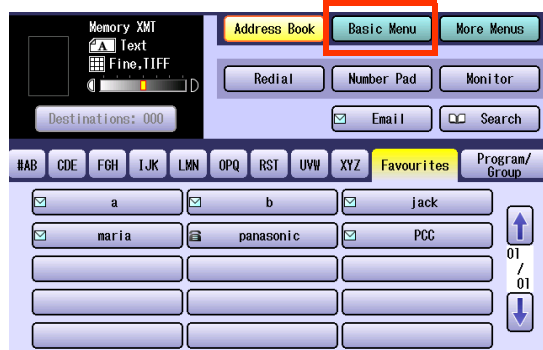 Memory XMT
A Text
Fine,TIFF
D
Destinations: 000
Address Book
Basic Menu
More Menus
Redial
Number Pad
Monitor
Email
Search
#AB
CDE
FGH
IJK
LMN
OPQ
RST
UVW
XYZ
Favourites
Program/
Group
a
b
jack
maria
panasonic
PCC
01
/
01